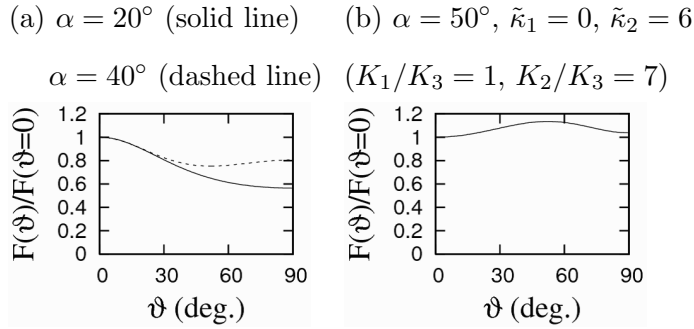 (a) α = 20° (solid line)
α = 40° (dashed line)
F(ϑ)/F(ϑ=0)
1.2
1
0.8
0.6
0.4
0.2
0
0 30 60 90
ϑ (deg.)
(b) α = 50°, κ̃₁ = 0, κ̃₂ = 6
(K₁/K₃ = 1, K₂/K₃ = 7)
F(ϑ)/F(ϑ=0)
1.2
1
0.8
0.6
0.4
0.2
0
0 30 60 90
ϑ (deg.)